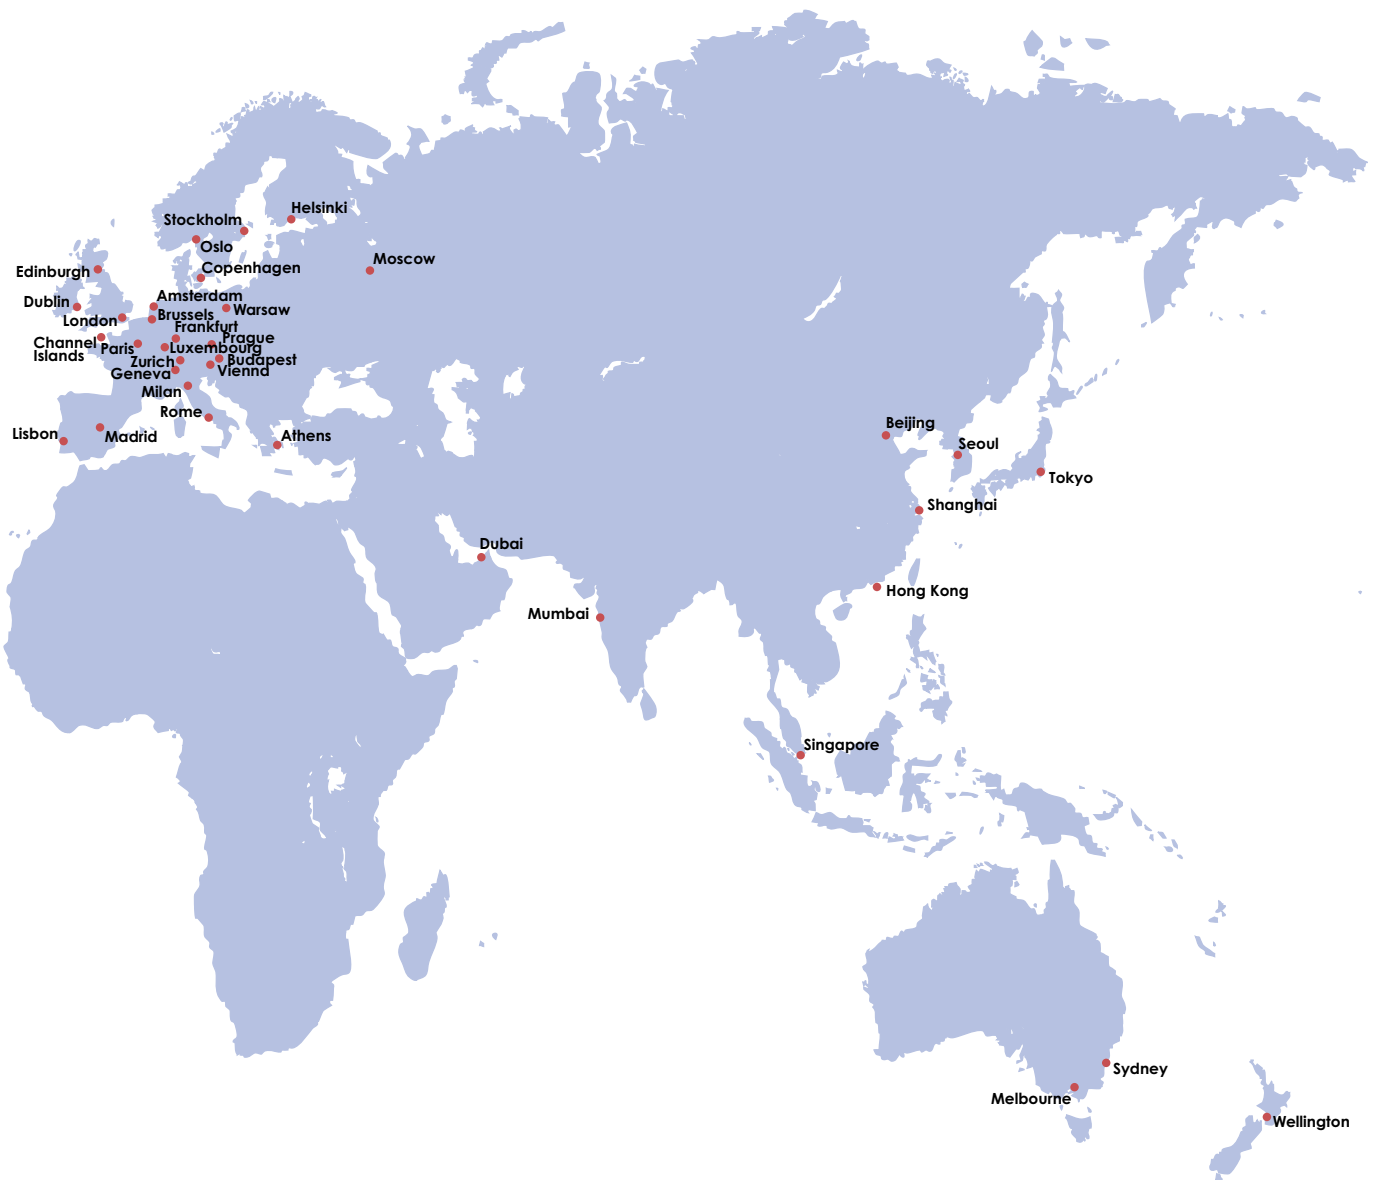 Helsinki
Stockholm
Oslo
Moscow
Copenhagen
Edinburgh
Amsterdam
Dublin
Warsaw
Brussels
London
Frankfurt
Prague
Channel
Islands
Paris
Luxembourg
Budapest
Zurich
Viennd
Geneva
Milan
Rome
Beijing
Lisbon
Madrid
Athens
Seoul
Tokyo
Shanghai
Dubai
Hong Kong
Mumbai
Singapore
Sydney
Melbourne
Wellington